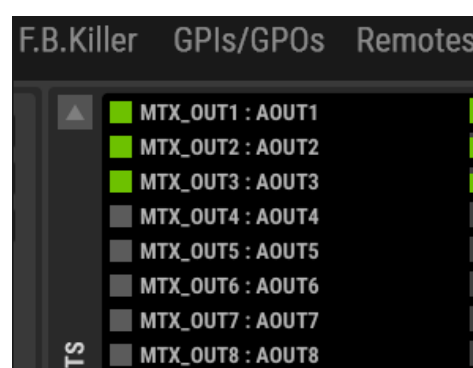 F.B.Killer GPIs/GPOs Remotes
MTX_OUT1 : AOUT1
MTX_OUT2 : AOUT2
MTX_OUT3 : AOUT3
MTX_OUT4 : AOUT4
MTX_OUT5 : AOUT5
MTX_OUT6 : AOUT6
MTX_OUT7 : AOUT7
MTX_OUT8 : AOUT8
TS